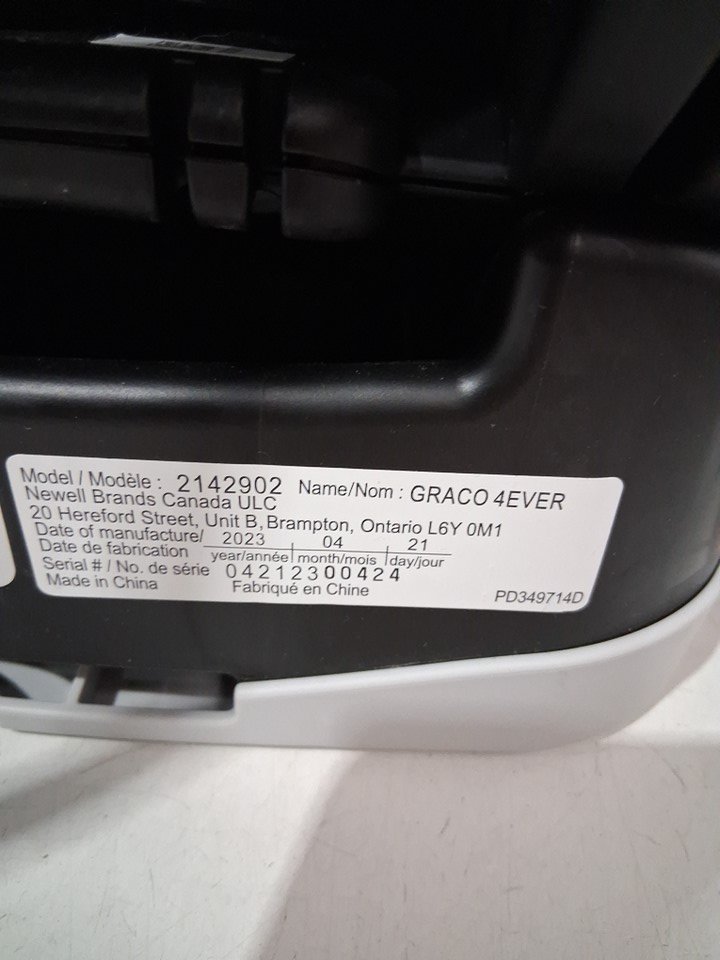 Model / Modèle : 2142902 Name/Nom : GRACO 4EVER
Newell Brands Canada ULC
20 Hereford Street, Unit B, Brampton, Ontario L6Y 0M1
Date of manufacture/ 2023 04 21
Date de fabrication year/année month/mois day/jour
Serial # / No. de série 04212300424
Made in China Fabriqué en Chine PD349714D